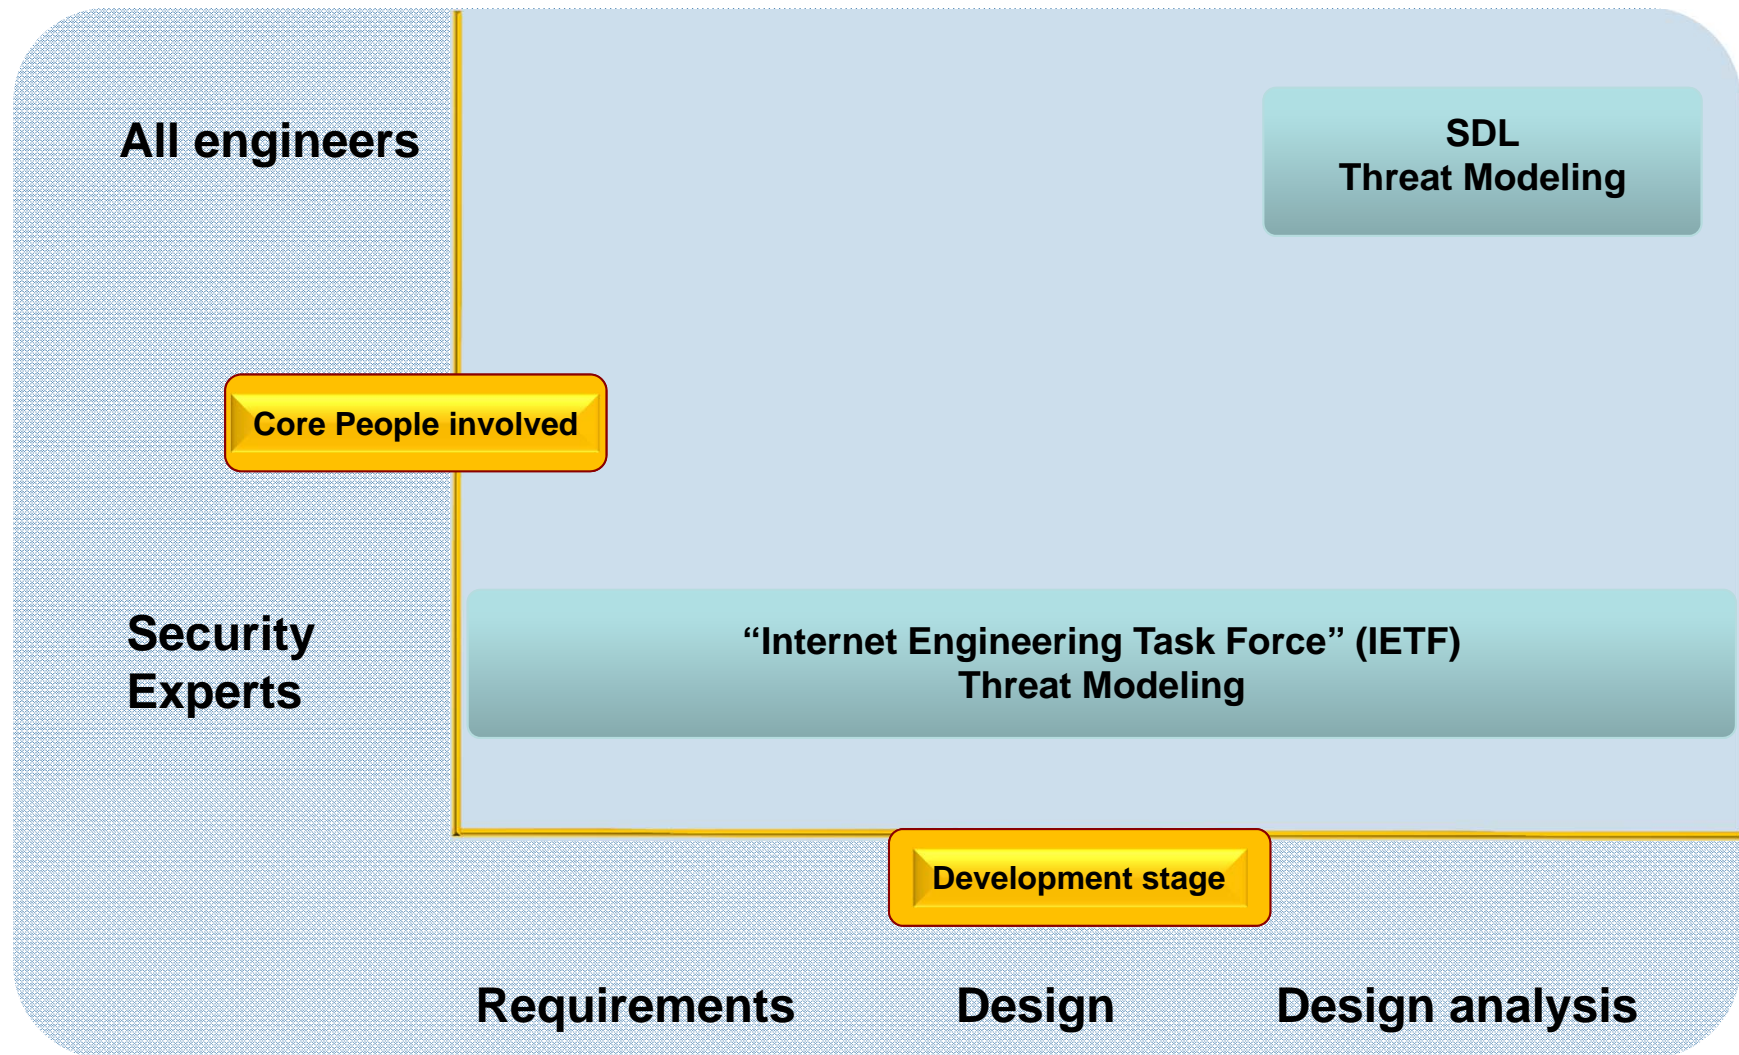 All engineers
SDL
Threat Modeling
Core People involved
Security
Experts
“Internet Engineering Task Force” (IETF)
Threat Modeling
Development stage
Requirements
Design
Design analysis